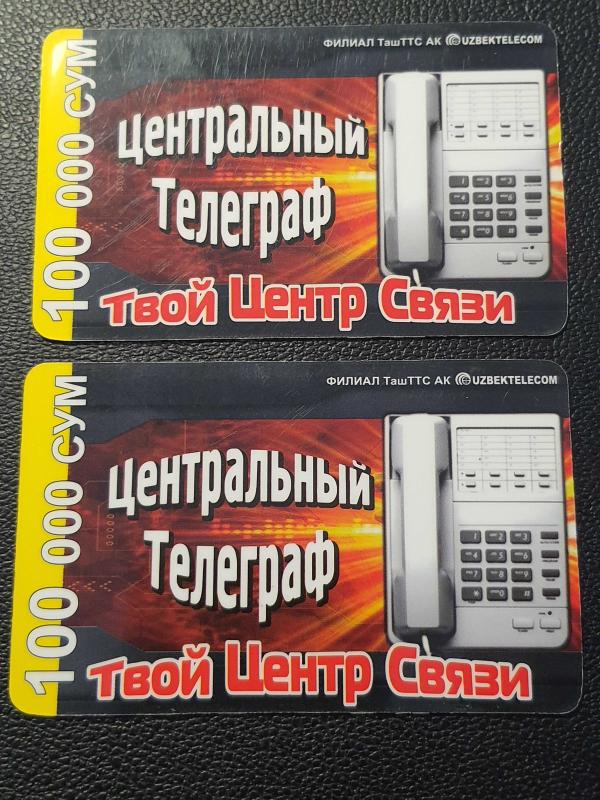 ФИЛИАЛ ТашТТС АК UZBEKTELECOM
100 000 СУМ
Центральный
Телеграф
Твой Центр Связи
ФИЛИАЛ ТашТТС АК UZBEKTELECOM
100 000 СУМ
Центральный
Телеграф
Твой Центр Связи